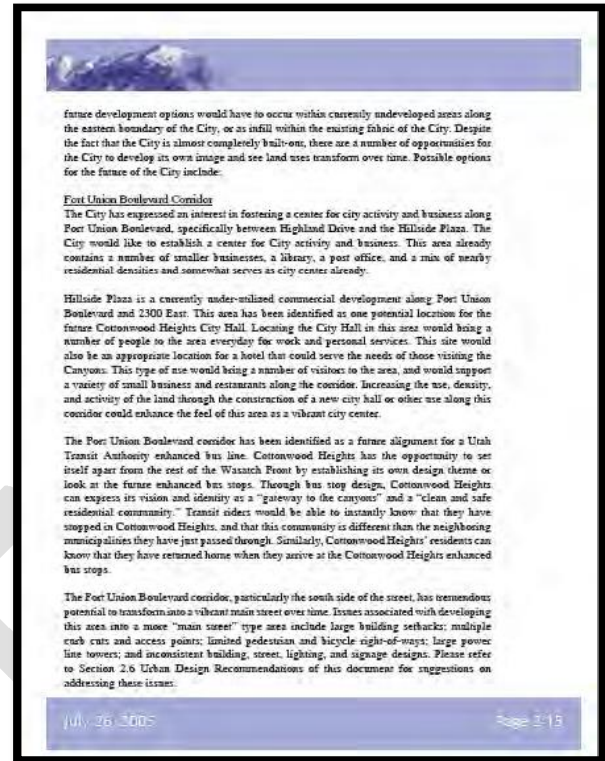 future development options would have to occur within currently undeveloped areas along
the eastern boundary of the City, or as infill within the existing fabric of the City. Despite
the fact that the City is almost completely built-out, there are a number of opportunities for
the City to develop its own image and see land uses transform over time. Possible options
for the future of the City include:
Fort Union Boulevard Corridor
The City has expressed an interest in fostering a center for city activity and business along
Fort Union Boulevard, specifically between Highland Drive and the Hillside Plaza. The
City would like to establish a center for City activity and business. This area already
contains a number of smaller businesses, a library, a post office, and a mix of nearby
residential densities and somewhat serves as city center already.
Hillside Plaza is a currently under-utilized commercial development along Fort Union
Boulevard and 2300 East. This area has been identified as one potential location for the
future Cottonwood Heights City Hall. Locating the City Hall in this area would bring a
number of people to the area everyday for work and personal services. This site would
also be an appropriate location for a hotel that could serve the needs of those visiting the
Canyons. This type of use would bring a number of visitors to the area, and would support
a variety of small business and restaurants along the corridor. Increasing the use, density,
and activity of the land through the construction of a new city hall or other use along this
corridor could enhance the feel of this area as a vibrant city center.
The Fort Union Boulevard corridor has been identified as a future alignment for a Utah
Transit Authority enhanced bus line. Cottonwood Heights has the opportunity to set
itself apart from the rest of the Wasatch Front by establishing its own design theme or
look at the future enhanced bus stops. Through bus stop design, Cottonwood Heights
can express its vision and identity as a "gateway to the canyons" and a "clean and safe
residential community." Transit riders would be able to instantly know that they have
stopped in Cottonwood Heights, and that this community is different than the neighboring
municipalities they have just passed through. Similarly, Cottonwood Heights' residents can
know that they have returned home when they arrive at the Cottonwood Heights enhanced
bus stops.
The Fort Union Boulevard corridor, particularly the south side of the street, has tremendous
potential to transform into a vibrant main street over time. Issues associated with developing
this area into a more "main street" type area include large building setbacks; multiple
curb cuts and access points; limited pedestrian and bicycle right-of-ways; large power
line towers; and inconsistent building, street, lighting, and signage designs. Please refer
to Section 2.6 Urban Design Recommendations of this document for suggestions on
addressing these issues.
July 26, 2005
Page 2-13